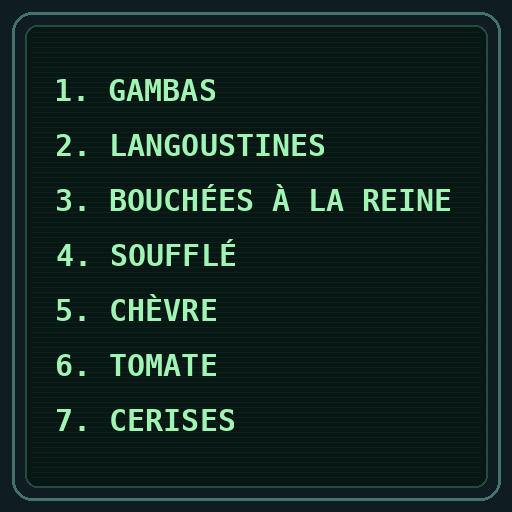 1. GAMBAS
2. LANGOUSTINES
3. BOUCHÉES À LA REINE
4. SOUFFLÉ
5. CHÈVRE
6. TOMATE
7. CERISES